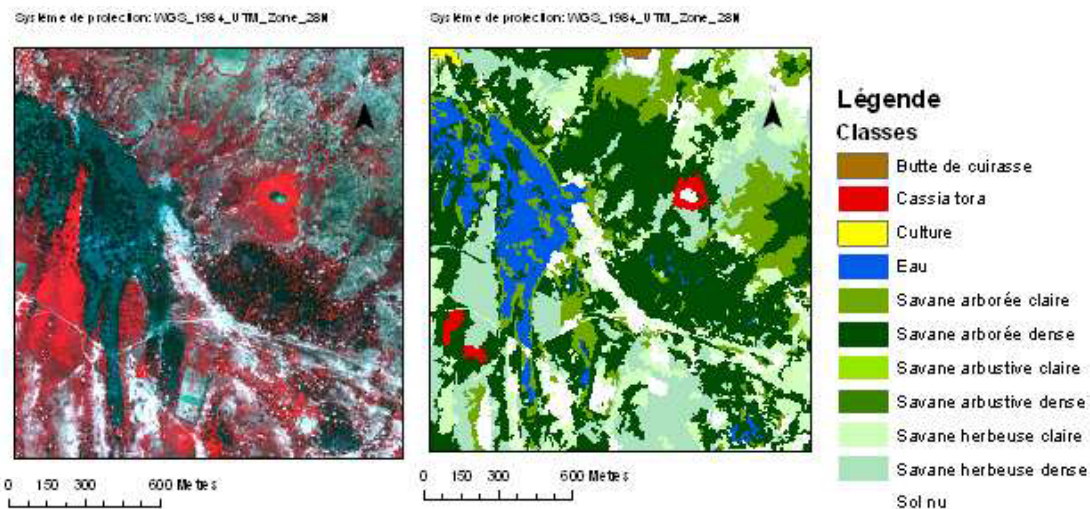 Système de projection: WGS_1984_UTM_Zone_28N
Système de projection: WGS_1984_UTM_Zone_28N
Légende
Classes
Butte de cuirasse
Cassia tora
Culture
Eau
Savane arborée claire
Savane arborée dense
Savane arbustive claire
Savane arbustive dense
Savane herbeuse claire
Savane herbeuse dense
Sol nu
0 150 300 600 Metres
0 150 300 600 Metres